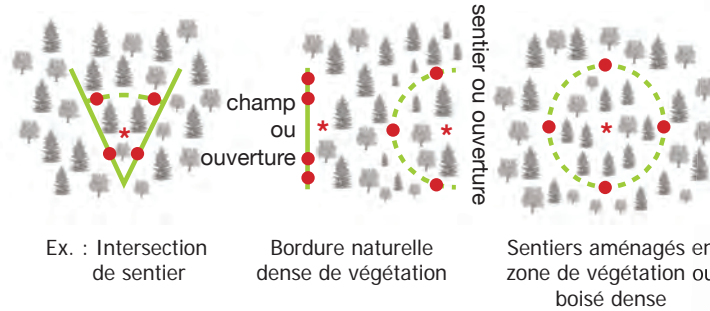 champ
ou
ouverture
sentier ou ouverture
Ex. : Intersection
de sentier
Bordure naturelle
dense de végétation
Sentiers aménagés en
zone de végétation ou
boisé dense